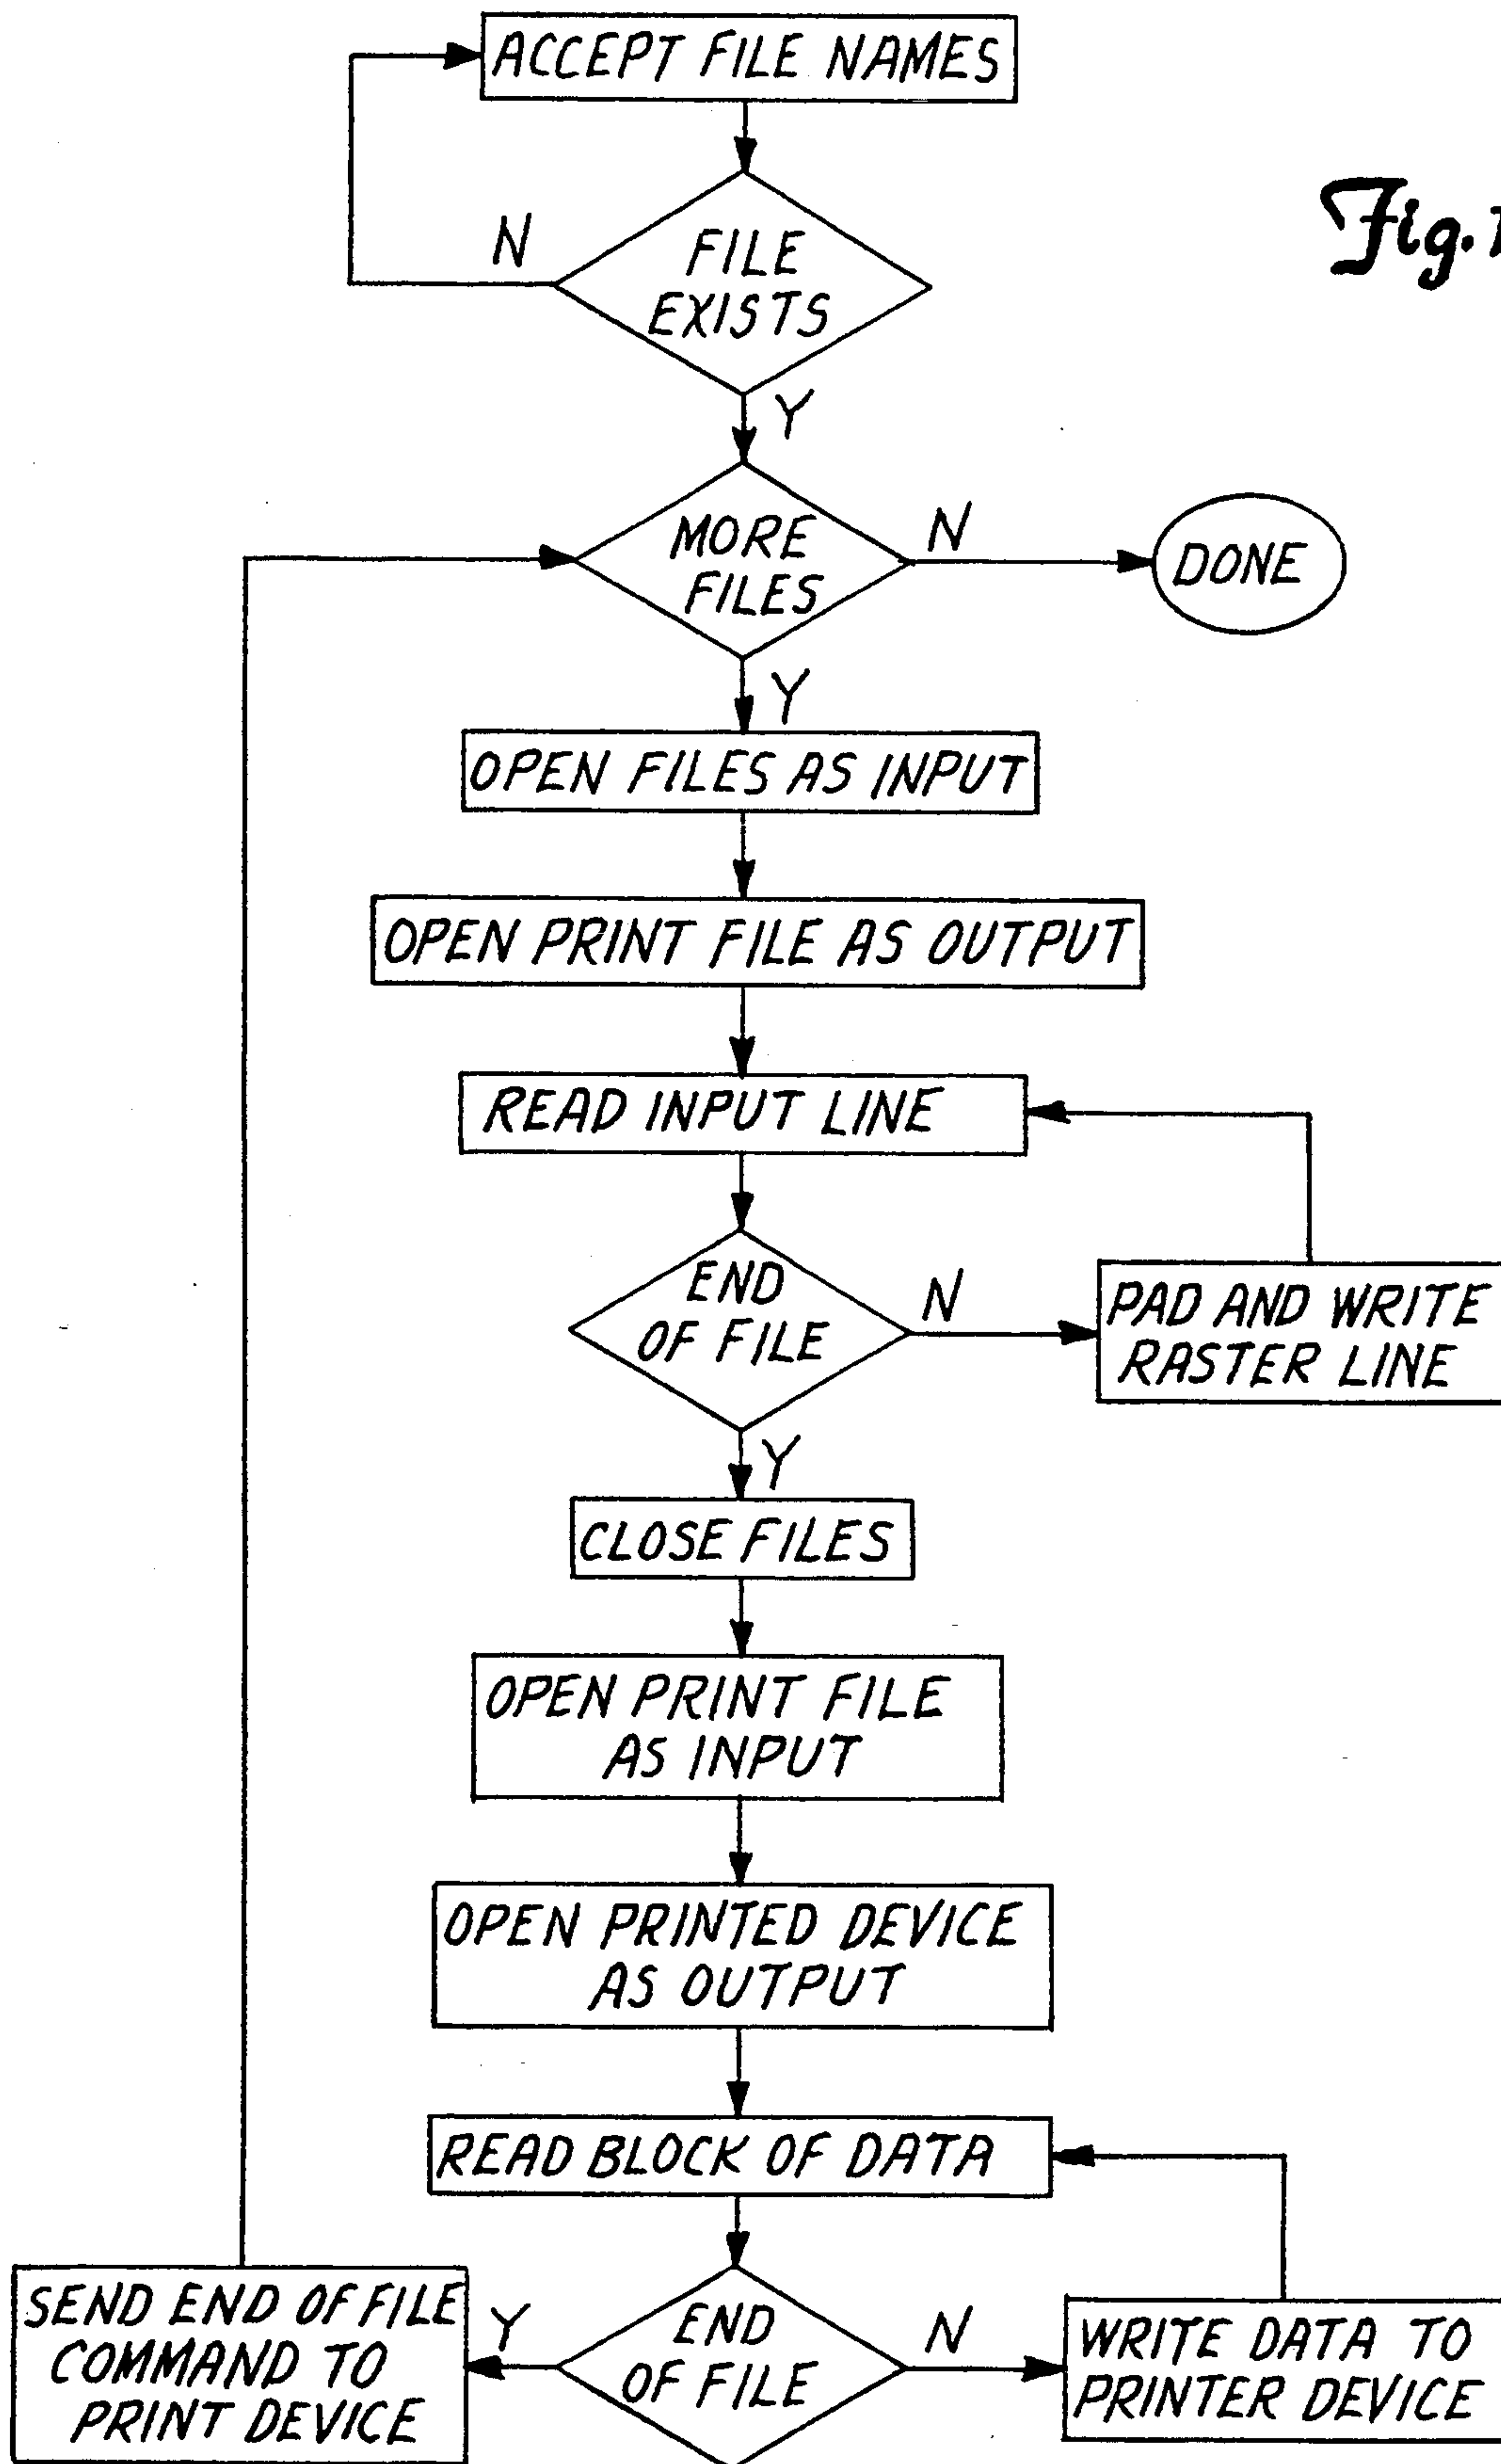 ACCEPT FILE NAMES
Fig.
N
FILE
EXISTS
Y
MORE
FILES
N
DONE
Y
OPEN FILES AS INPUT
OPEN PRINT FILE AS OUTPUT
READ INPUT LINE
END
OF FILE
N
PAD AND WRITE
RASTER LINE
Y
CLOSE FILES
OPEN PRINT FILE
AS INPUT
OPEN PRINTED DEVICE
AS OUTPUT
READ BLOCK OF DATA
SEND END OF FILE
COMMAND TO
PRINT DEVICE
Y
END
OF FILE
N
WRITE DATA TO
PRINTER DEVICE